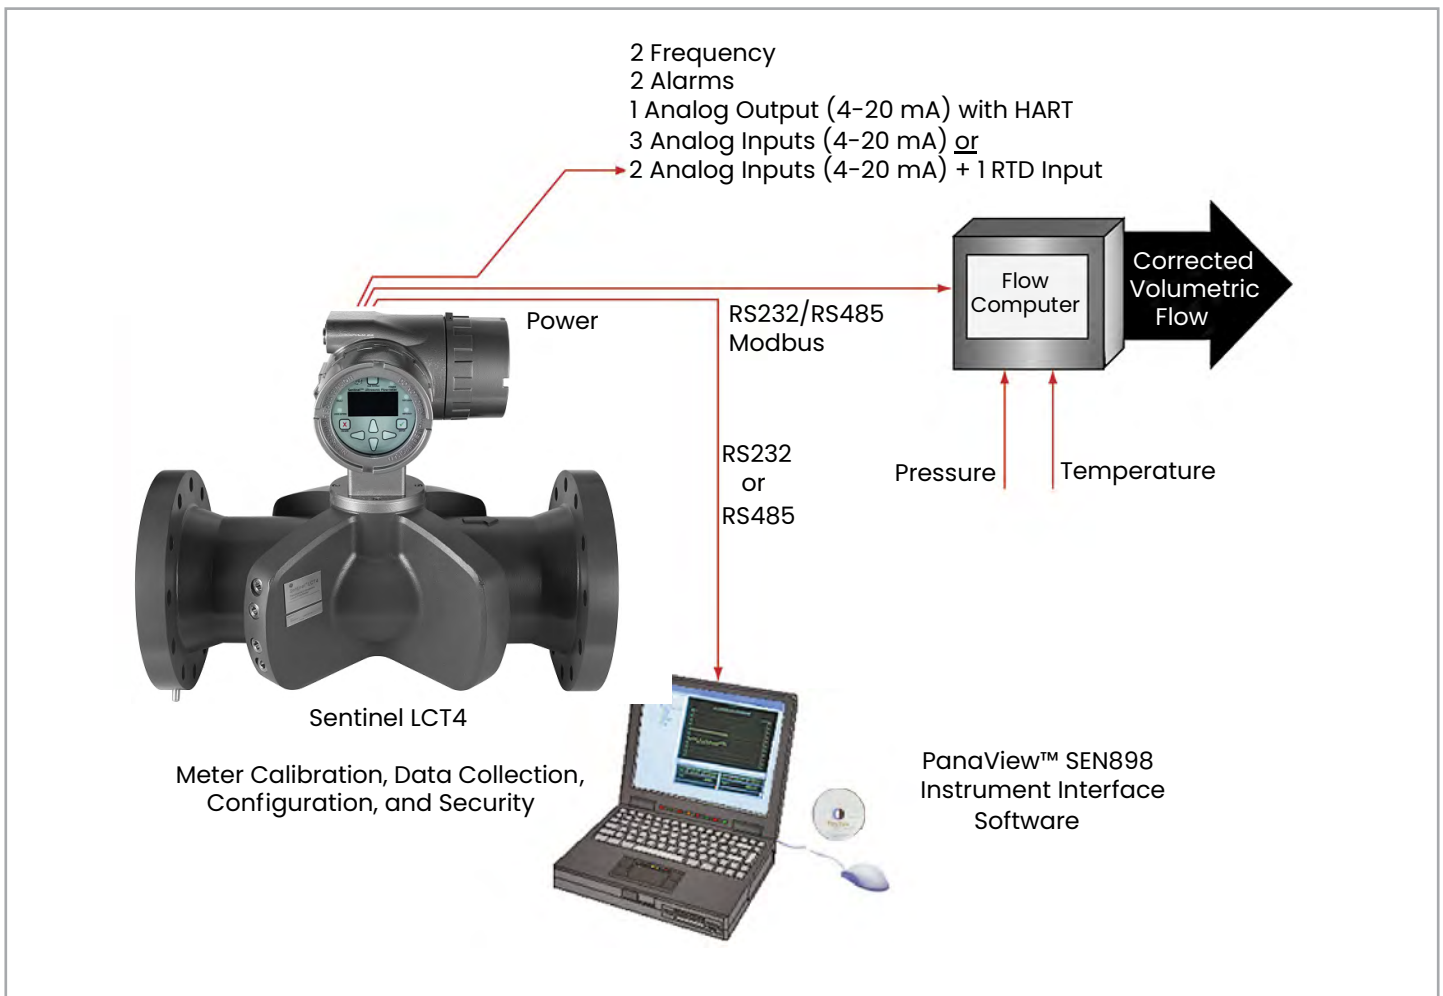 2 Frequency
2 Alarms
1 Analog Output (4-20 mA) with HART
3 Analog Inputs (4-20 mA) or
2 Analog Inputs (4-20 mA) + 1 RTD Input
Flow
Computer
Corrected
Volumetric
Flow
Power
RS232/RS485
Modbus
RS232
or
RS485
Pressure
Temperature
Sentinel LCT4
Meter Calibration, Data Collection,
Configuration, and Security
PanaView™ SEN898
Instrument Interface
Software